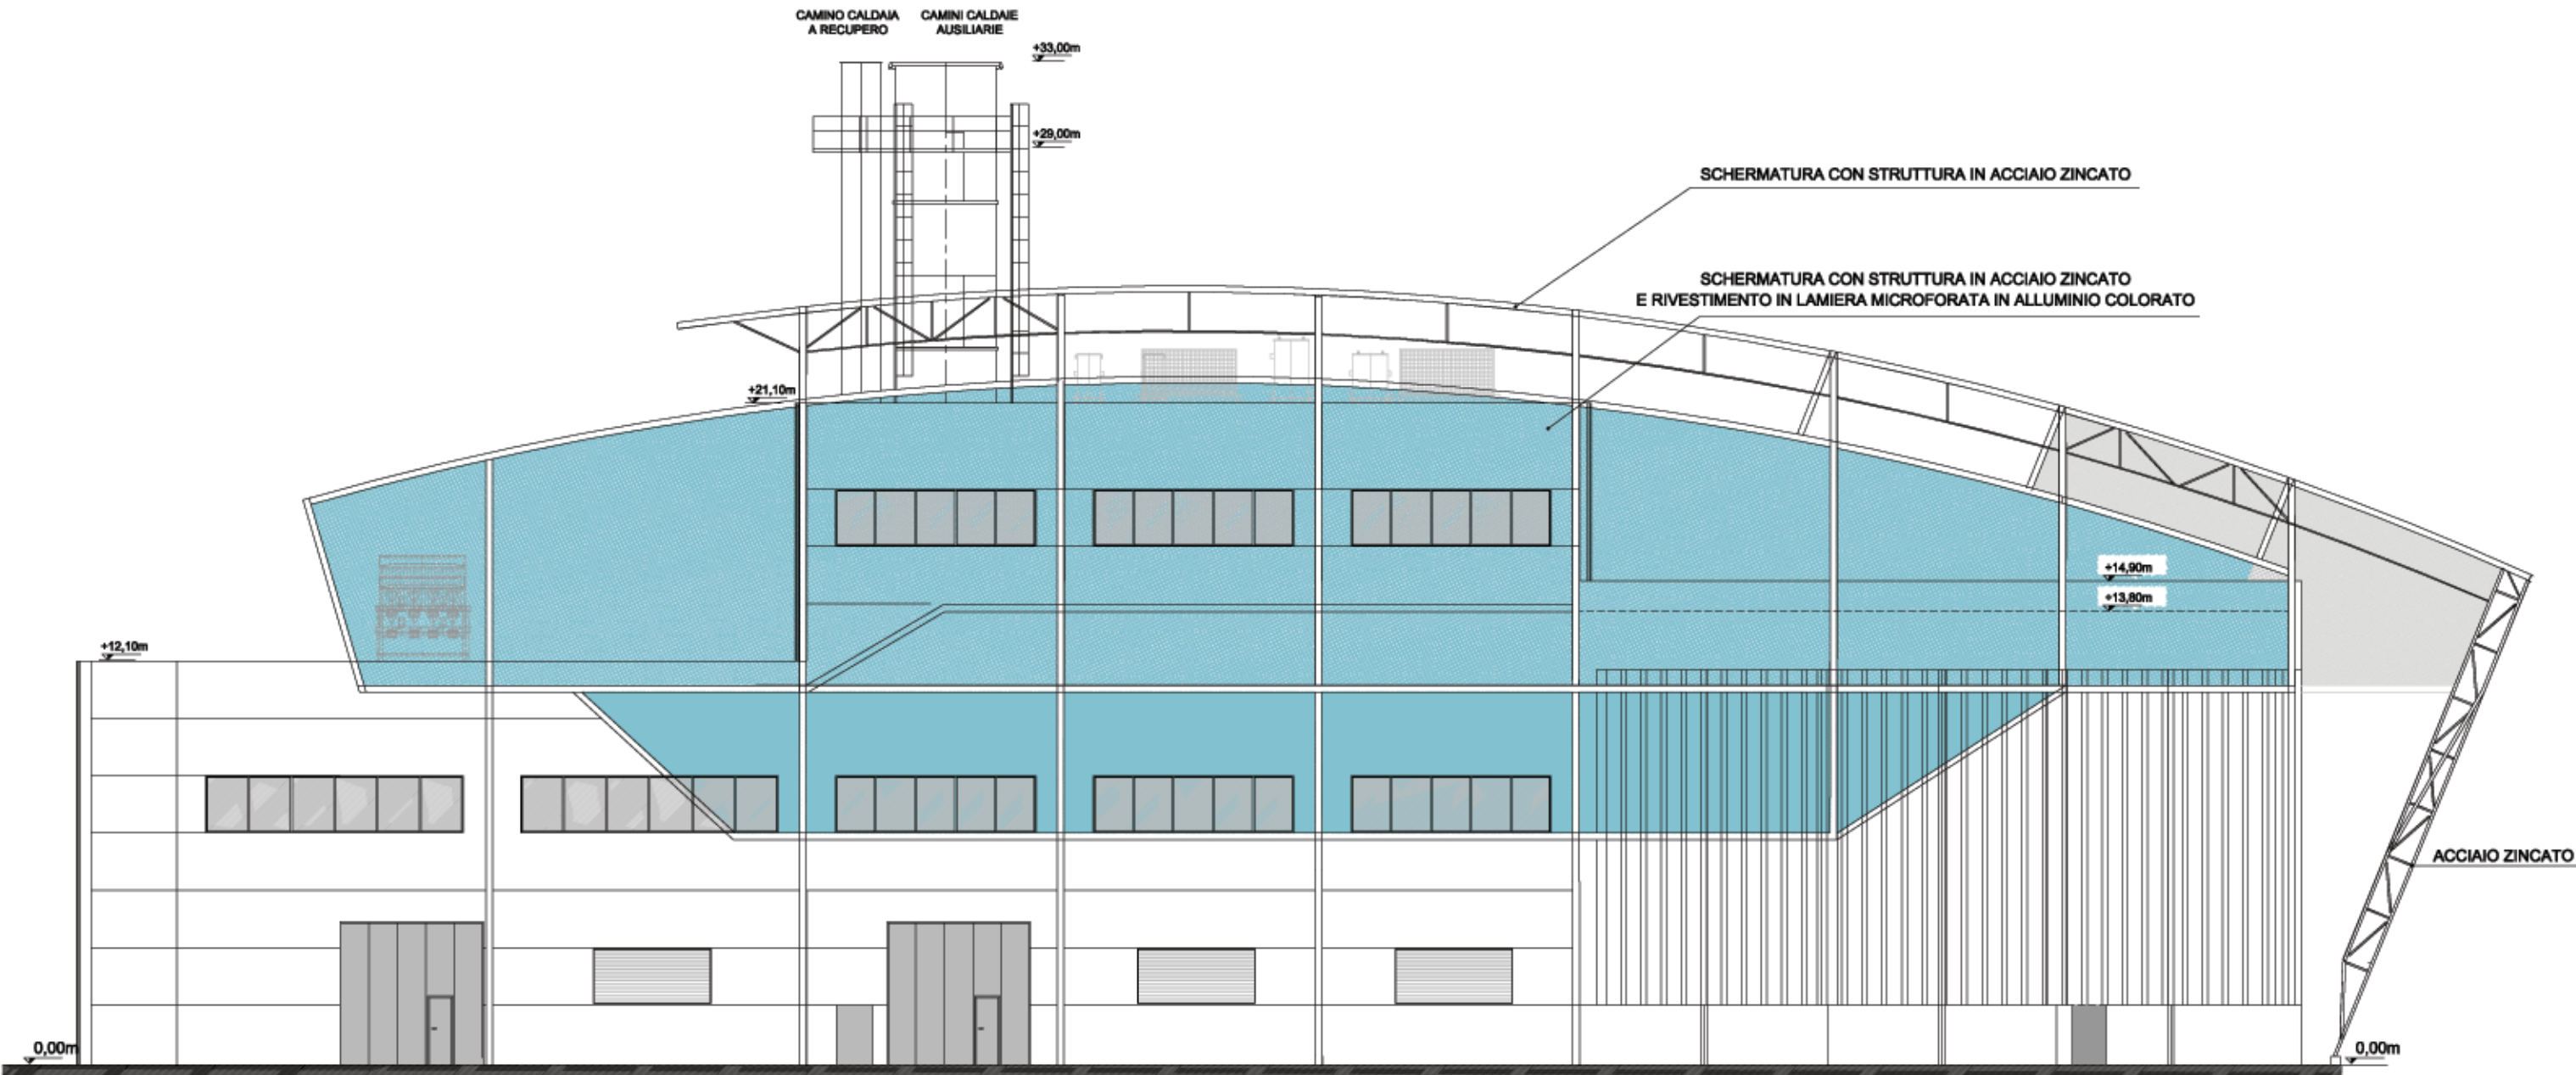 CAMINO CALDAIA
A RECUPERO
CAMINI CALDAIE
AUSILIARIE
+33,00m
+29,00m
SCHERMATURA CON STRUTTURA IN ACCIAIO ZINCATO
SCHERMATURA CON STRUTTURA IN ACCIAIO ZINCATO
E RIVESTIMENTO IN LAMIERA MICROFORATA IN ALLUMINIO COLORATO
+21,10m
+14,90m
+13,80m
+12,10m
ACCIAIO ZINCATO
0,00m
0,00m